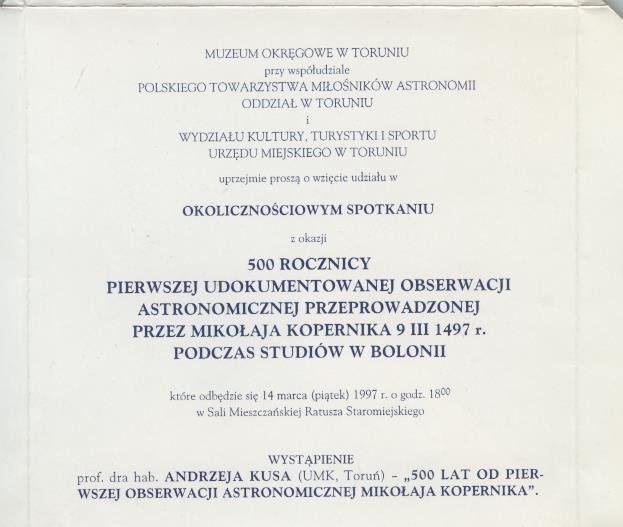 MUZEUM OKRĘGOWE W TORUNIU
przy współudziale
POLSKIEGO TOWARZYSTWA MIŁOŚNIKÓW ASTRONOMII
ODDZIAŁ W TORUNIU
i
WYDZIAŁU KULTURY, TURYSTYKI I SPORTU
URZĘDU MIEJSKIEGO W TORUNIU
uprzejmie proszą o wzięcie udziału w
OKOLICZNOŚCIOWYM SPOTKANIU
z okazji
500 ROCZNICY
PIERWSZEJ UDOKUMENTOWANEJ OBSERWACJI
ASTRONOMICZNEJ PRZEPROWADZONEJ
PRZEZ MIKOŁAJA KOPERNIKA 9 III 1497 r.
PODCZAS STUDIÓW W BOLONII
które odbędzie się 14 marca (piątek) 1997 r. o godz. 18⁰⁰
w Sali Mieszczańskiej Ratusza Staromiejskiego
WYSTĄPIENIE
prof. dra hab. ANDRZEJA KUSA (UMK, Toruń) – „500 LAT OD PIER-
WSZEJ OBSERWACJI ASTRONOMICZNEJ MIKOŁAJA KOPERNIKA”.